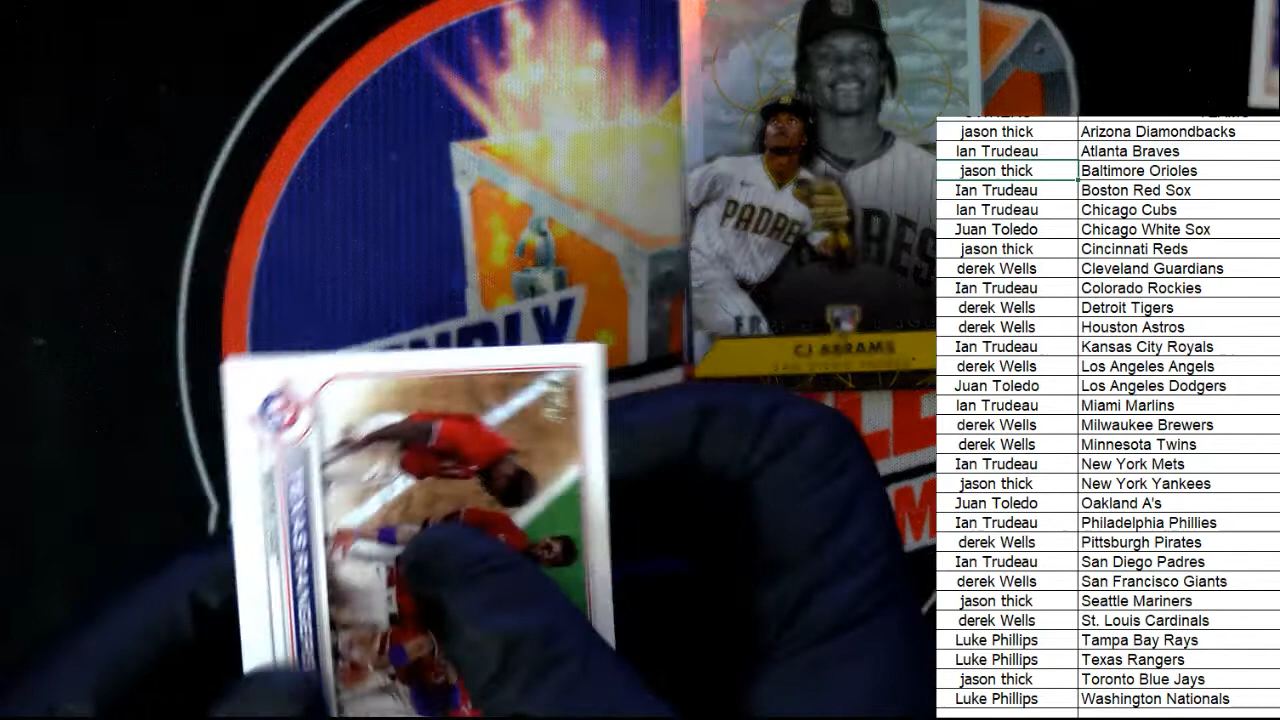 PADRE
RES
CJ ABRAMS
SAN DIEGO PADRES
NDLY
TEXAS RANGERS
jason thick Arizona Diamondbacks
Ian Trudeau Atlanta Braves
jason thick Baltimore Orioles
Ian Trudeau Boston Red Sox
Ian Trudeau Chicago Cubs
Juan Toledo Chicago White Sox
jason thick Cincinnati Reds
derek Wells Cleveland Guardians
Ian Trudeau Colorado Rockies
derek Wells Detroit Tigers
derek Wells Houston Astros
Ian Trudeau Kansas City Royals
derek Wells Los Angeles Angels
Juan Toledo Los Angeles Dodgers
Ian Trudeau Miami Marlins
derek Wells Milwaukee Brewers
derek Wells Minnesota Twins
Ian Trudeau New York Mets
jason thick New York Yankees
Juan Toledo Oakland A's
Ian Trudeau Philadelphia Phillies
derek Wells Pittsburgh Pirates
Ian Trudeau San Diego Padres
derek Wells San Francisco Giants
jason thick Seattle Mariners
derek Wells St. Louis Cardinals
Luke Phillips Tampa Bay Rays
Luke Phillips Texas Rangers
jason thick Toronto Blue Jays
Luke Phillips Washington Nationals